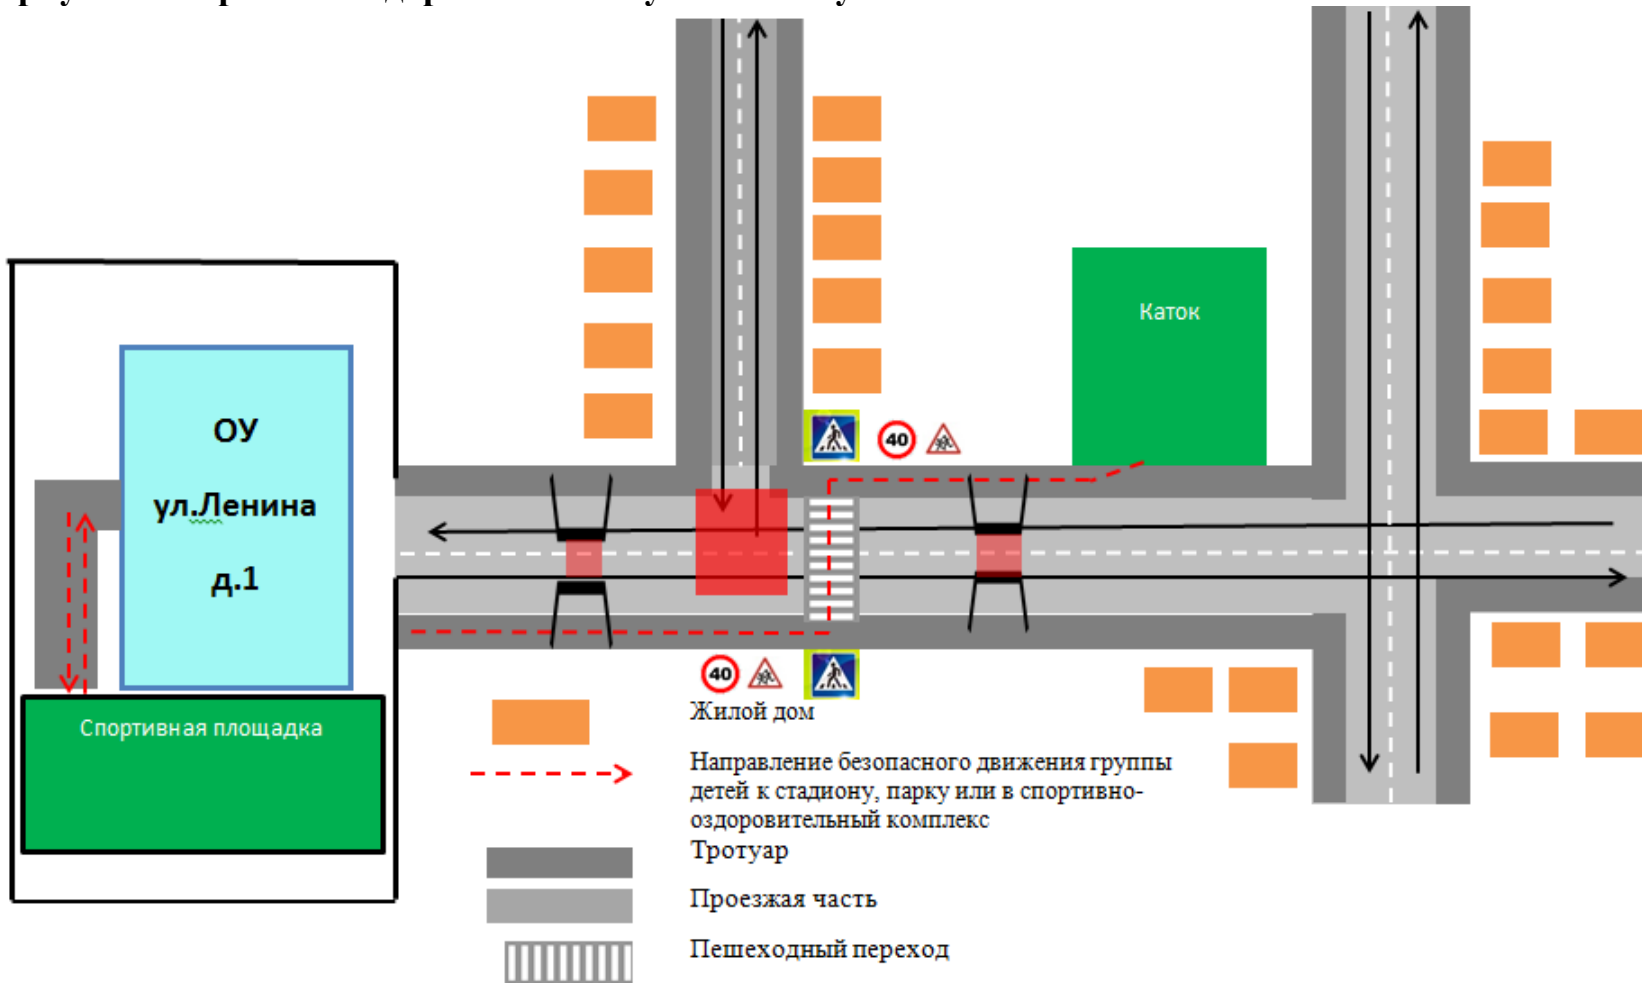 Каток
ОУ
ул.Ленина
д.1
40
40
Спортивная площадка
Жилой дом
Направление безопасного движения группы
детей к стадиону, парку или в спортивно-
оздоровительный комплекс
Тротуар
Проезжая часть
Пешеходный переход